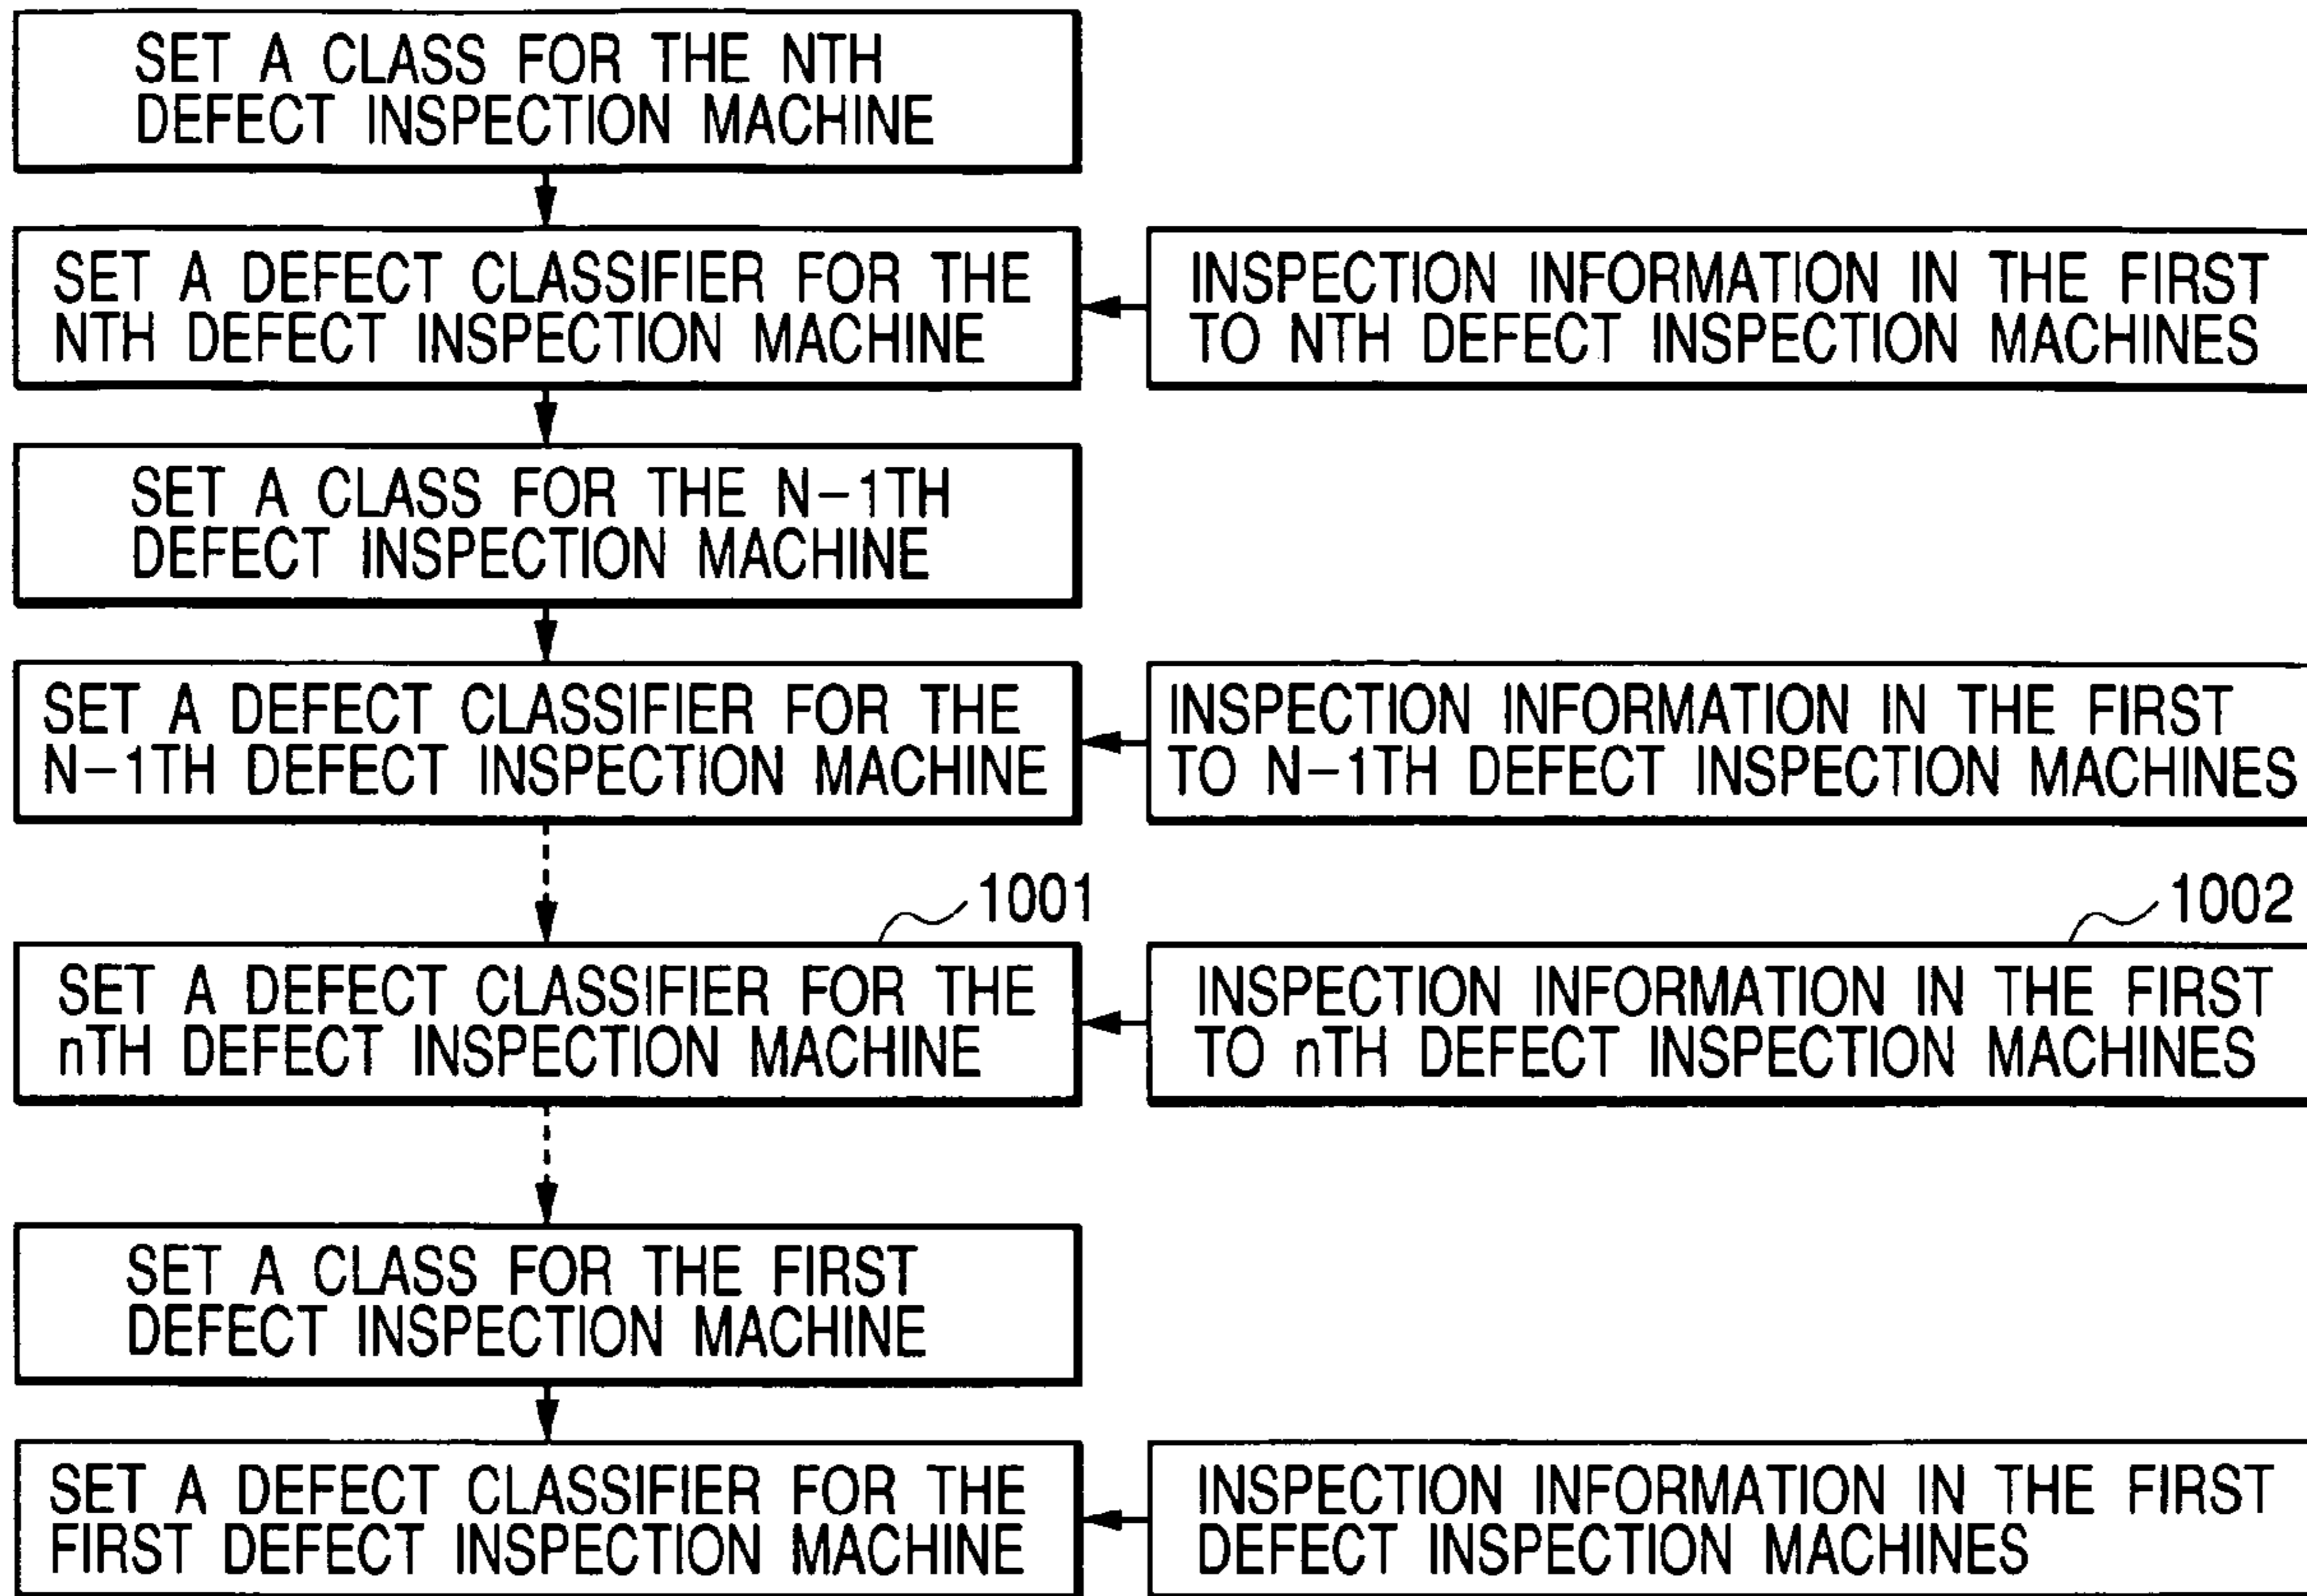 SET A CLASS FOR THE NTH
DEFECT INSPECTION MACHINE
SET A DEFECT CLASSIFIER FOR THE
NTH DEFECT INSPECTION MACHINE
INSPECTION INFORMATION IN THE FIRST
TO NTH DEFECT INSPECTION MACHINES
SET A CLASS FOR THE N-1TH
DEFECT INSPECTION MACHINE
SET A DEFECT CLASSIFIER FOR THE
N-1TH DEFECT INSPECTION MACHINE
INSPECTION INFORMATION IN THE FIRST
TO N-1TH DEFECT INSPECTION MACHINES
1001
1002
SET A DEFECT CLASSIFIER FOR THE
nTH DEFECT INSPECTION MACHINE
INSPECTION INFORMATION IN THE FIRST
TO nTH DEFECT INSPECTION MACHINES
SET A CLASS FOR THE FIRST
DEFECT INSPECTION MACHINE
SET A DEFECT CLASSIFIER FOR THE
FIRST DEFECT INSPECTION MACHINE
INSPECTION INFORMATION IN THE FIRST
DEFECT INSPECTION MACHINES